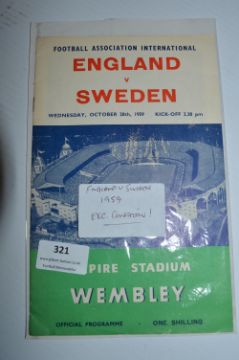 FOOTBALL ASSOCIATION INTERNATIONAL
ENGLAND
v
SWEDEN
WEDNESDAY, OCTOBER 28th, 1959 KICK-OFF 2.30 pm
ENGLAND V SWEDEN
1959
EXC. CONDITION!
321
PIRE STADIUM
WEMBLEY
OFFICIAL PROGRAMME ONE SHILLING